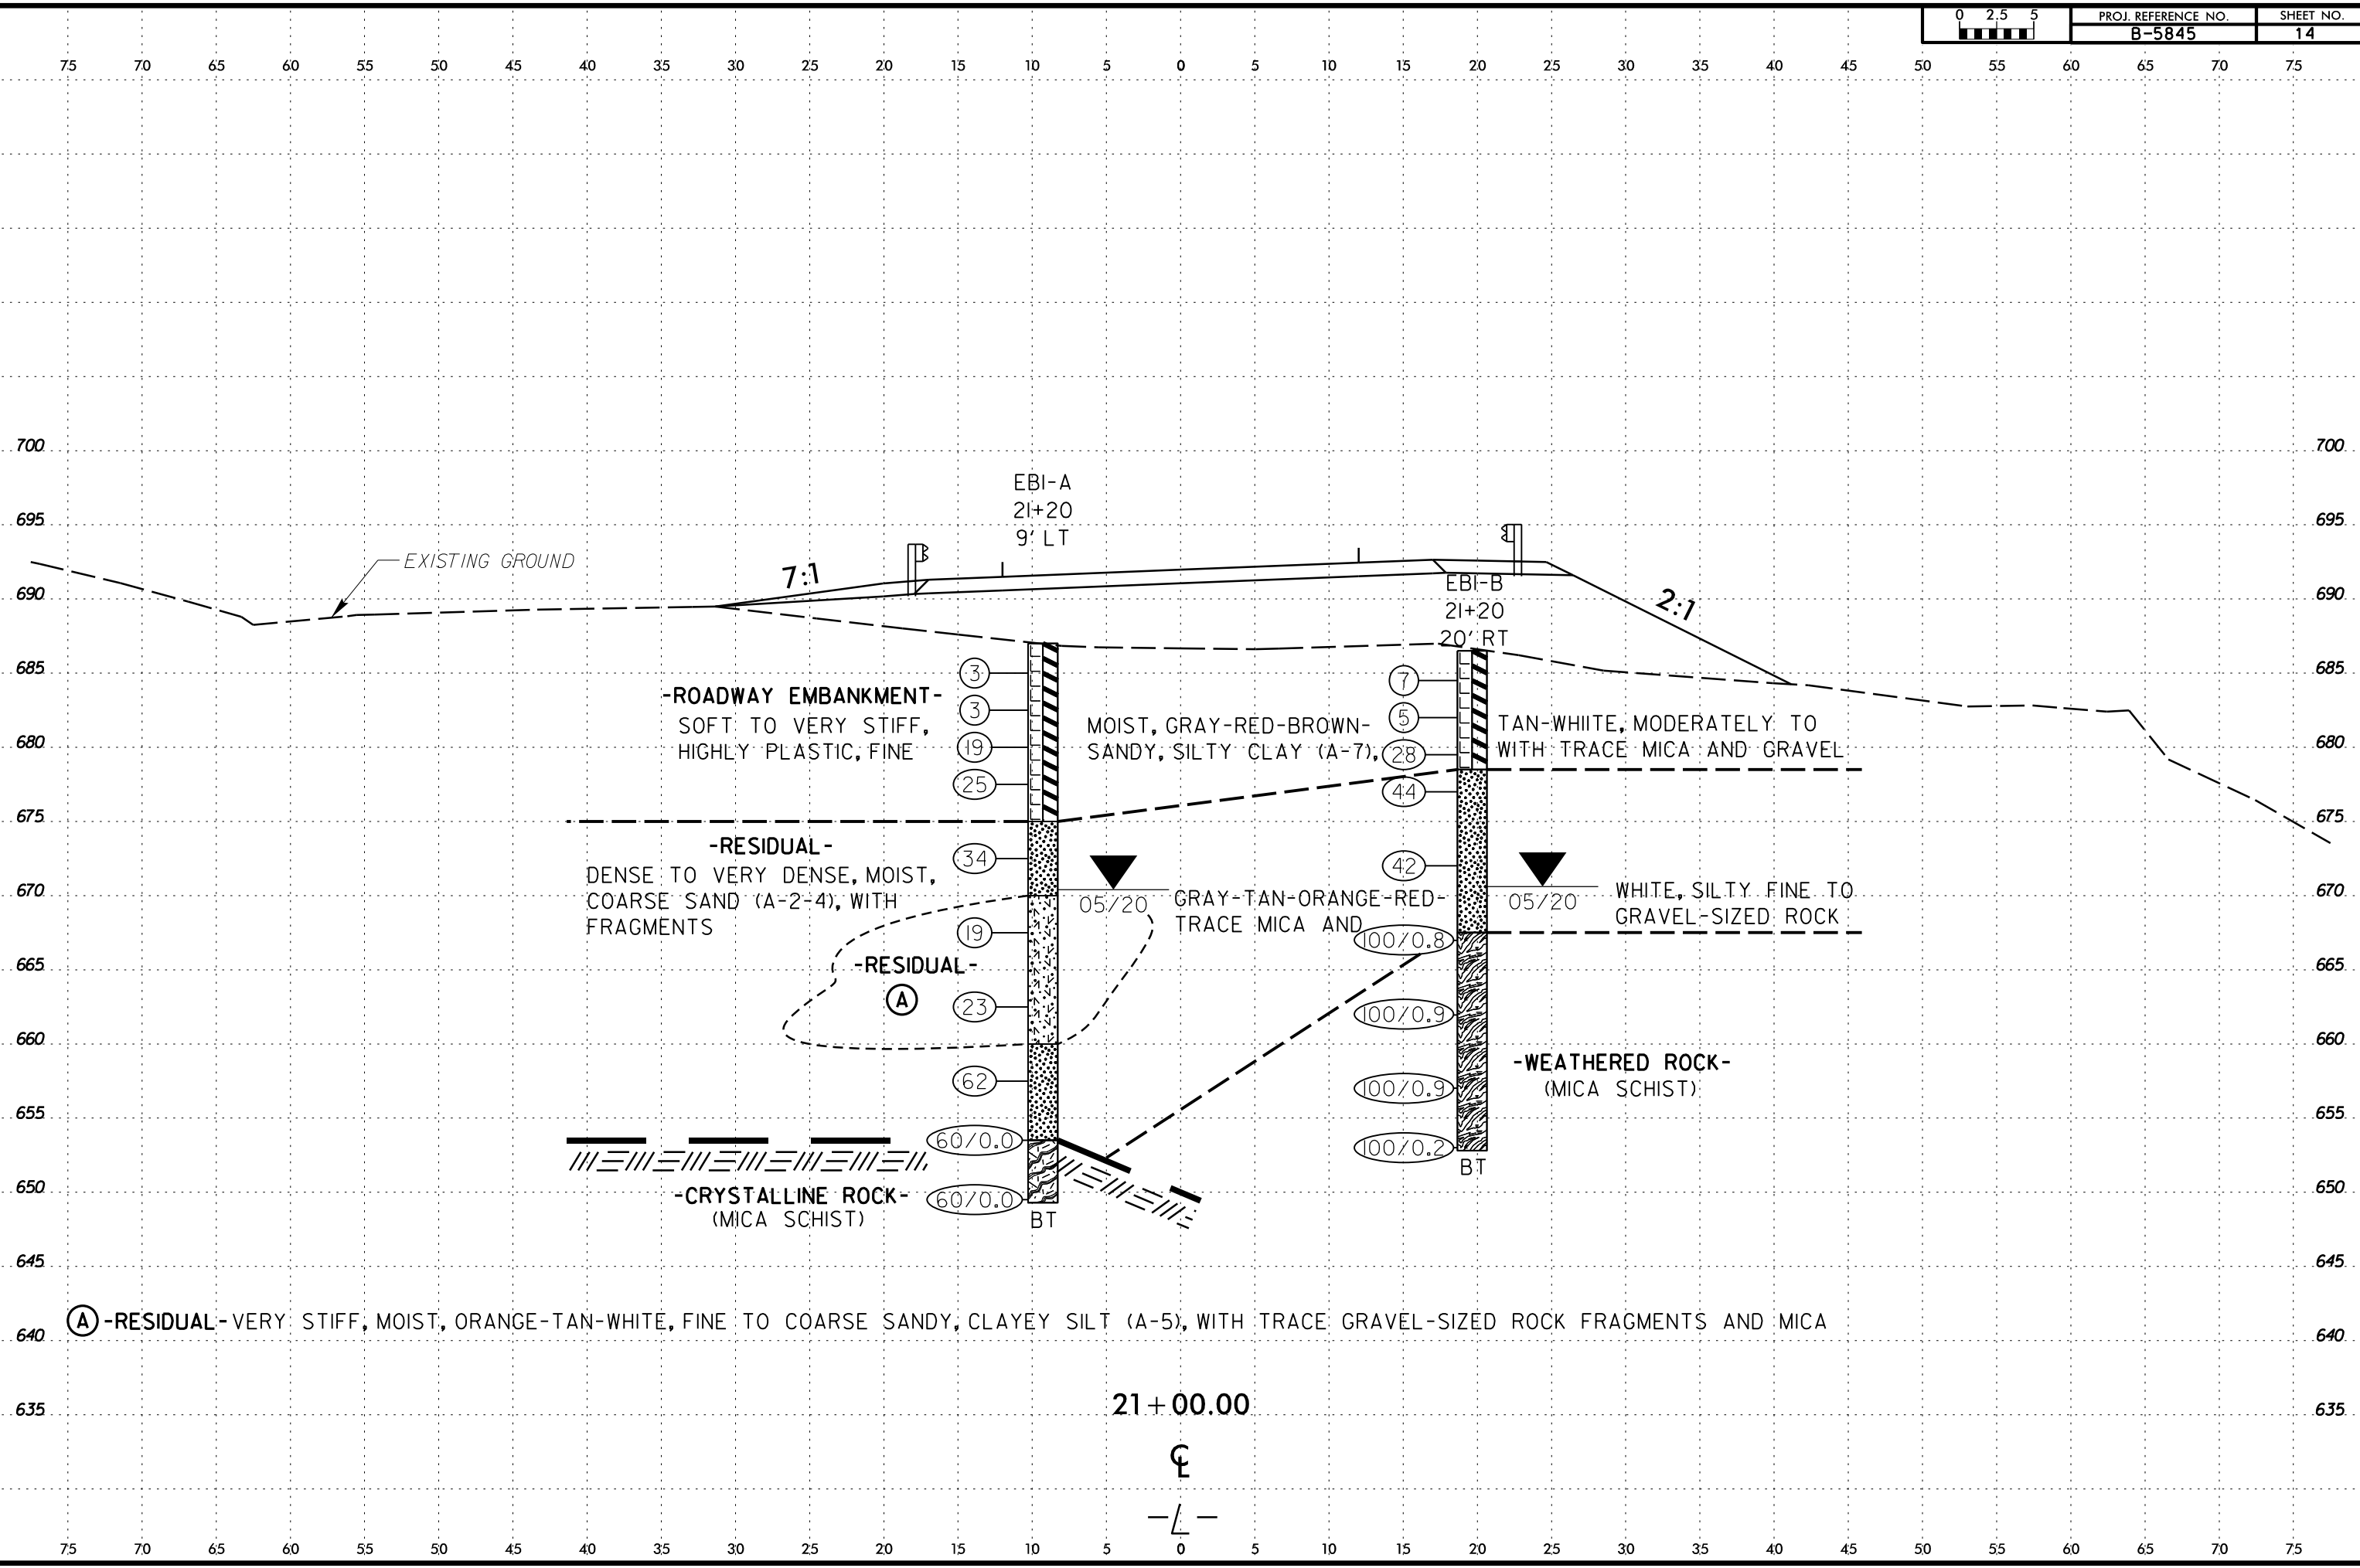 0 2.5 5
PROJ. REFERENCE NO. SHEET NO.
B-5845 14
75 70 65 60 55 50 45 40 35 30 25 20 15 10 5 0 5 10 15 20 25 30 35 40 45 50 55 60 65 70 75
700 700
EB1-A
21+20
9' LT
695 695
EXISTING GROUND
7:1
690 690
EB1-B
21+20
20' RT
2:1
685 685
3
7
-ROADWAY EMBANKMENT-
SOFT TO VERY STIFF, MOIST, GRAY-RED-BROWN- TAN-WHIITE, MODERATELY TO
HIGHLY PLASTIC, FINE SANDY, SILTY CLAY (A-7), WITH TRACE MICA AND GRAVEL
3
5
680 680
19
28
25
44
675 675
-RESIDUAL-
DENSE TO VERY DENSE, MOIST, GRAY-TAN-ORANGE-RED- WHITE, SILTY FINE TO
COARSE SAND (A-2-4), WITH TRACE MICA AND GRAVEL-SIZED ROCK
FRAGMENTS
34
42
670 670
05/20
05/20
19
100/0.8
665 665
-RESIDUAL-
A
23
100/0.9
660 660
-WEATHERED ROCK-
(MICA SCHIST)
62
100/0.9
655 655
60/0.0
100/0.2
BT
650 650
-CRYSTALLINE ROCK-
(MICA SCHIST)
60/0.0
BT
645 645
A -RESIDUAL- VERY STIFF, MOIST, ORANGE-TAN-WHITE, FINE TO COARSE SANDY, CLAYEY SILT (A-5), WITH TRACE GRAVEL-SIZED ROCK FRAGMENTS AND MICA
640 640
635 635
21+00.00
℄
-L-
75 70 65 60 55 50 45 40 35 30 25 20 15 10 5 0 5 10 15 20 25 30 35 40 45 50 55 60 65 70 75